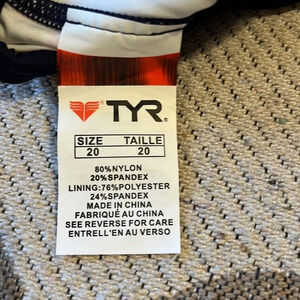 TYR
SIZE TAILLE
20 20
80%NYLON
20%SPANDEX
LINING:76%POLYESTER
24%SPANDEX
MADE IN CHINA
FABRIQUÉ AU CHINA
SEE REVERSE FOR CARE
ENTRELL'EN AU VERSO